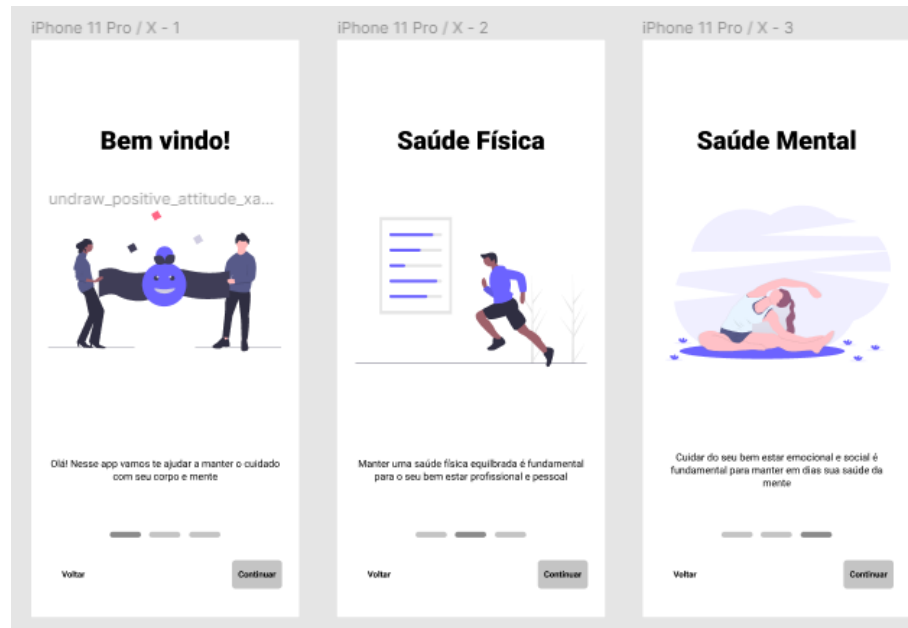 iPhone 11 Pro / X - 1
Bem vindo!
undraw_positive_attitude_xa...
Olá! Nesse app vamos te ajudar a manter o cuidado
com seu corpo e mente
Voltar
Continuar
iPhone 11 Pro / X - 2
Saúde Física
Manter uma saúde física equilbrada é fundamental
para o seu bem estar profissional e pessoal
Voltar
Continuar
iPhone 11 Pro / X - 3
Saúde Mental
Cuidar do seu bem estar emocional e social é
fundamental para manter em dias sua saúde da
mente
Voltar
Continuar